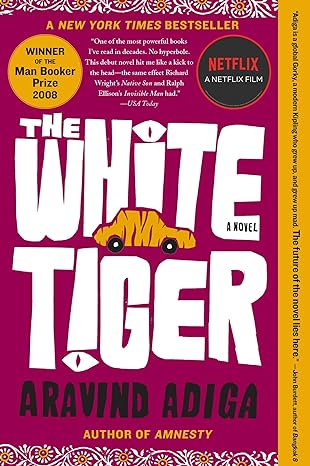 A NEW YORK TIMES BESTSELLER
WINNER
OF THE
Man Booker
Prize
2008
"One of the most powerful books
I've read in decades. No hyperbole.
This debut novel hit me like a kick to
the head—the same effect Richard
Wright's Native Son and Ralph
Ellison's Invisible Man had."
—USA Today
NETFLIX
A NETFLIX FILM
THE
WHITE
A NOVEL
TIGER
ARAVIND ADIGA
AUTHOR OF AMNESTY
"Adiga is a global Gorky, a modern Kipling who grew up, and grew up mad. The future of the novel lies here." —John Burdett, author of Bangkok 8